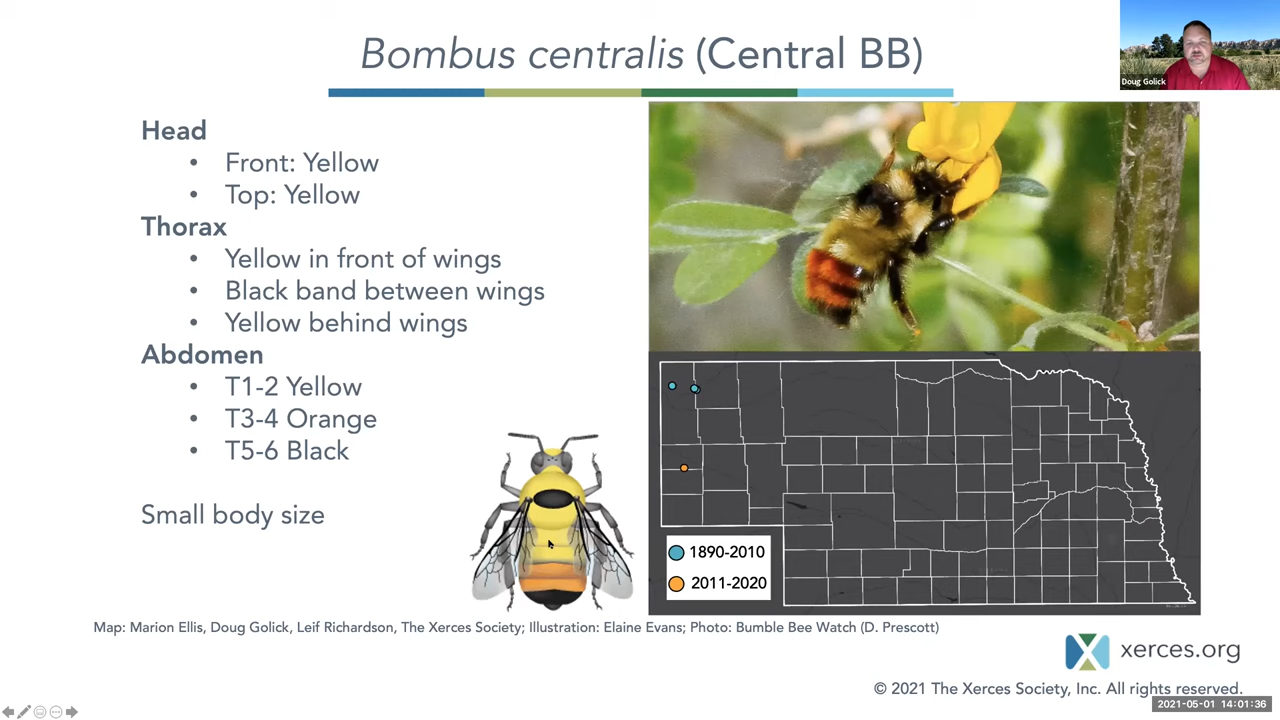 Bombus centralis (Central BB)
Doug Golick
Head
• Front: Yellow
• Top: Yellow
Thorax
• Yellow in front of wings
• Black band between wings
• Yellow behind wings
Abdomen
• T1-2 Yellow
• T3-4 Orange
• T5-6 Black
Small body size
1890-2010
2011-2020
Map: Marion Ellis, Doug Golick, Leif Richardson, The Xerces Society; Illustration: Elaine Evans; Photo: Bumble Bee Watch (D. Prescott)
xerces.org
© 2021 The Xerces Society, Inc. All rights reserved.
2021-05-01 14:01:36